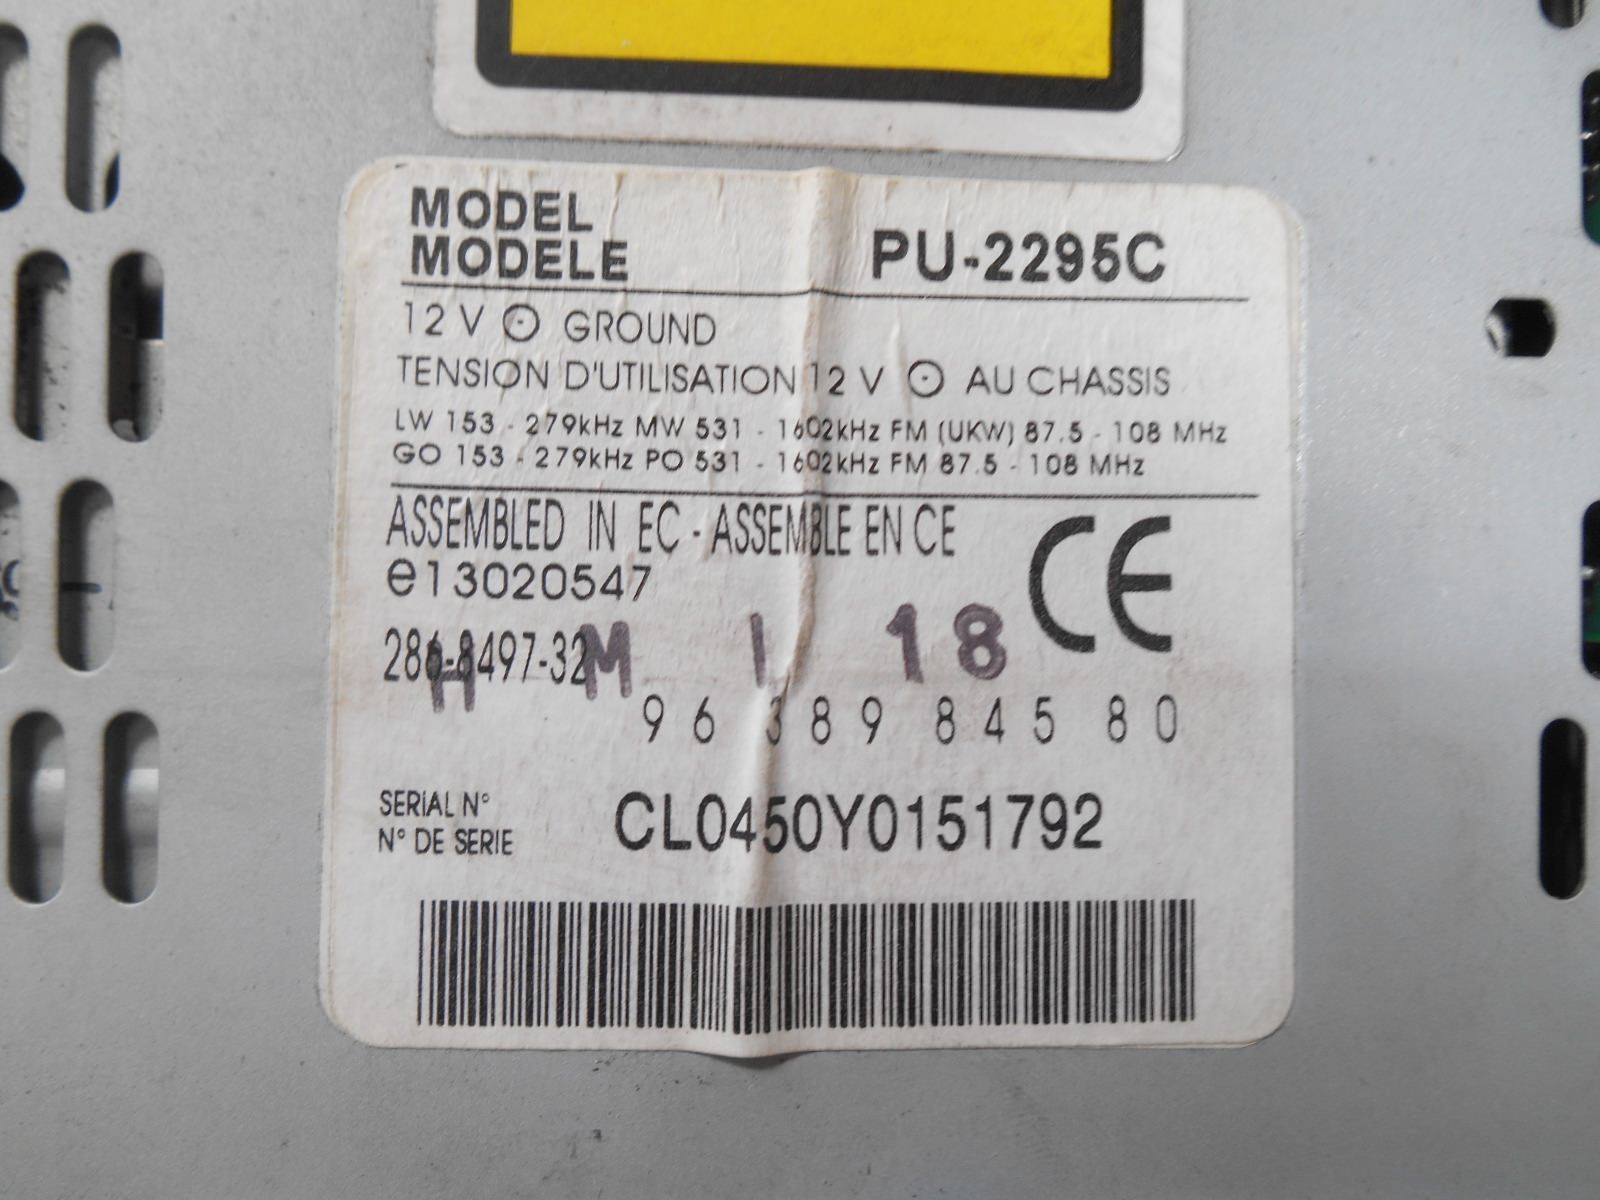 MODEL
MODELE PU-2295C
12 V ⊙ GROUND
TENSION D'UTILISATION 12 V ⊙ AU CHASSIS
LW 153 - 279kHz MW 531 - 1602kHz FM (UKW) 87.5 - 108 MHz
GO 153 - 279kHz PO 531 - 1602kHz FM 87.5 - 108 MHz
ASSEMBLED IN EC - ASSEMBLE EN CE
CE
e13020547
286-8497-32
H M I 18
96 389 845 80
SERIAL N°
N° DE SERIE CL0450Y0151792